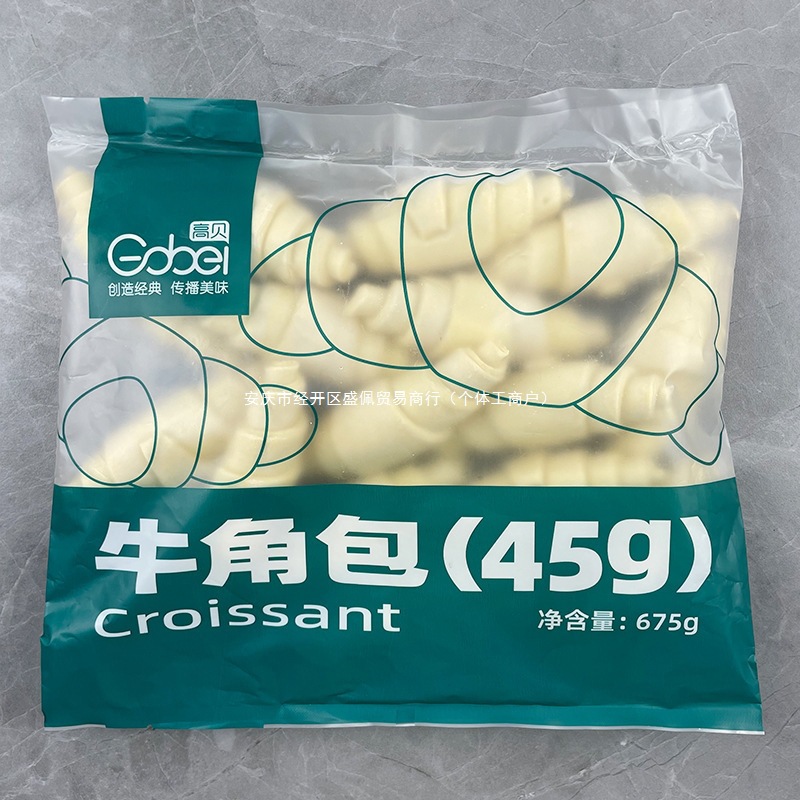 高贝
Gobei
创造经典 传播美味
安庆市经开区盛佩贸易商行（个体工商户）
牛角包(45g)
Croissant
净含量：675g